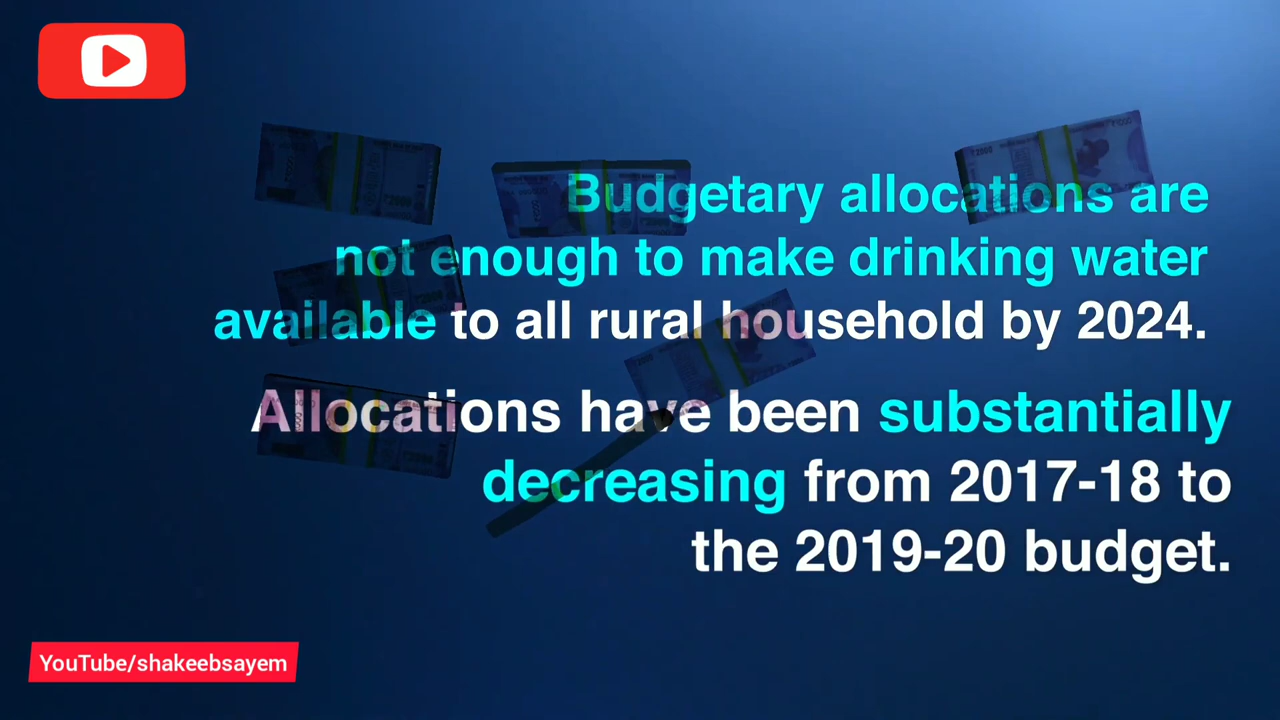 Budgetary allocations are
not enough to make drinking water
available to all rural household by 2024.
Allocations have been substantially
decreasing from 2017-18 to
the 2019-20 budget.
YouTube/shakeebsayem